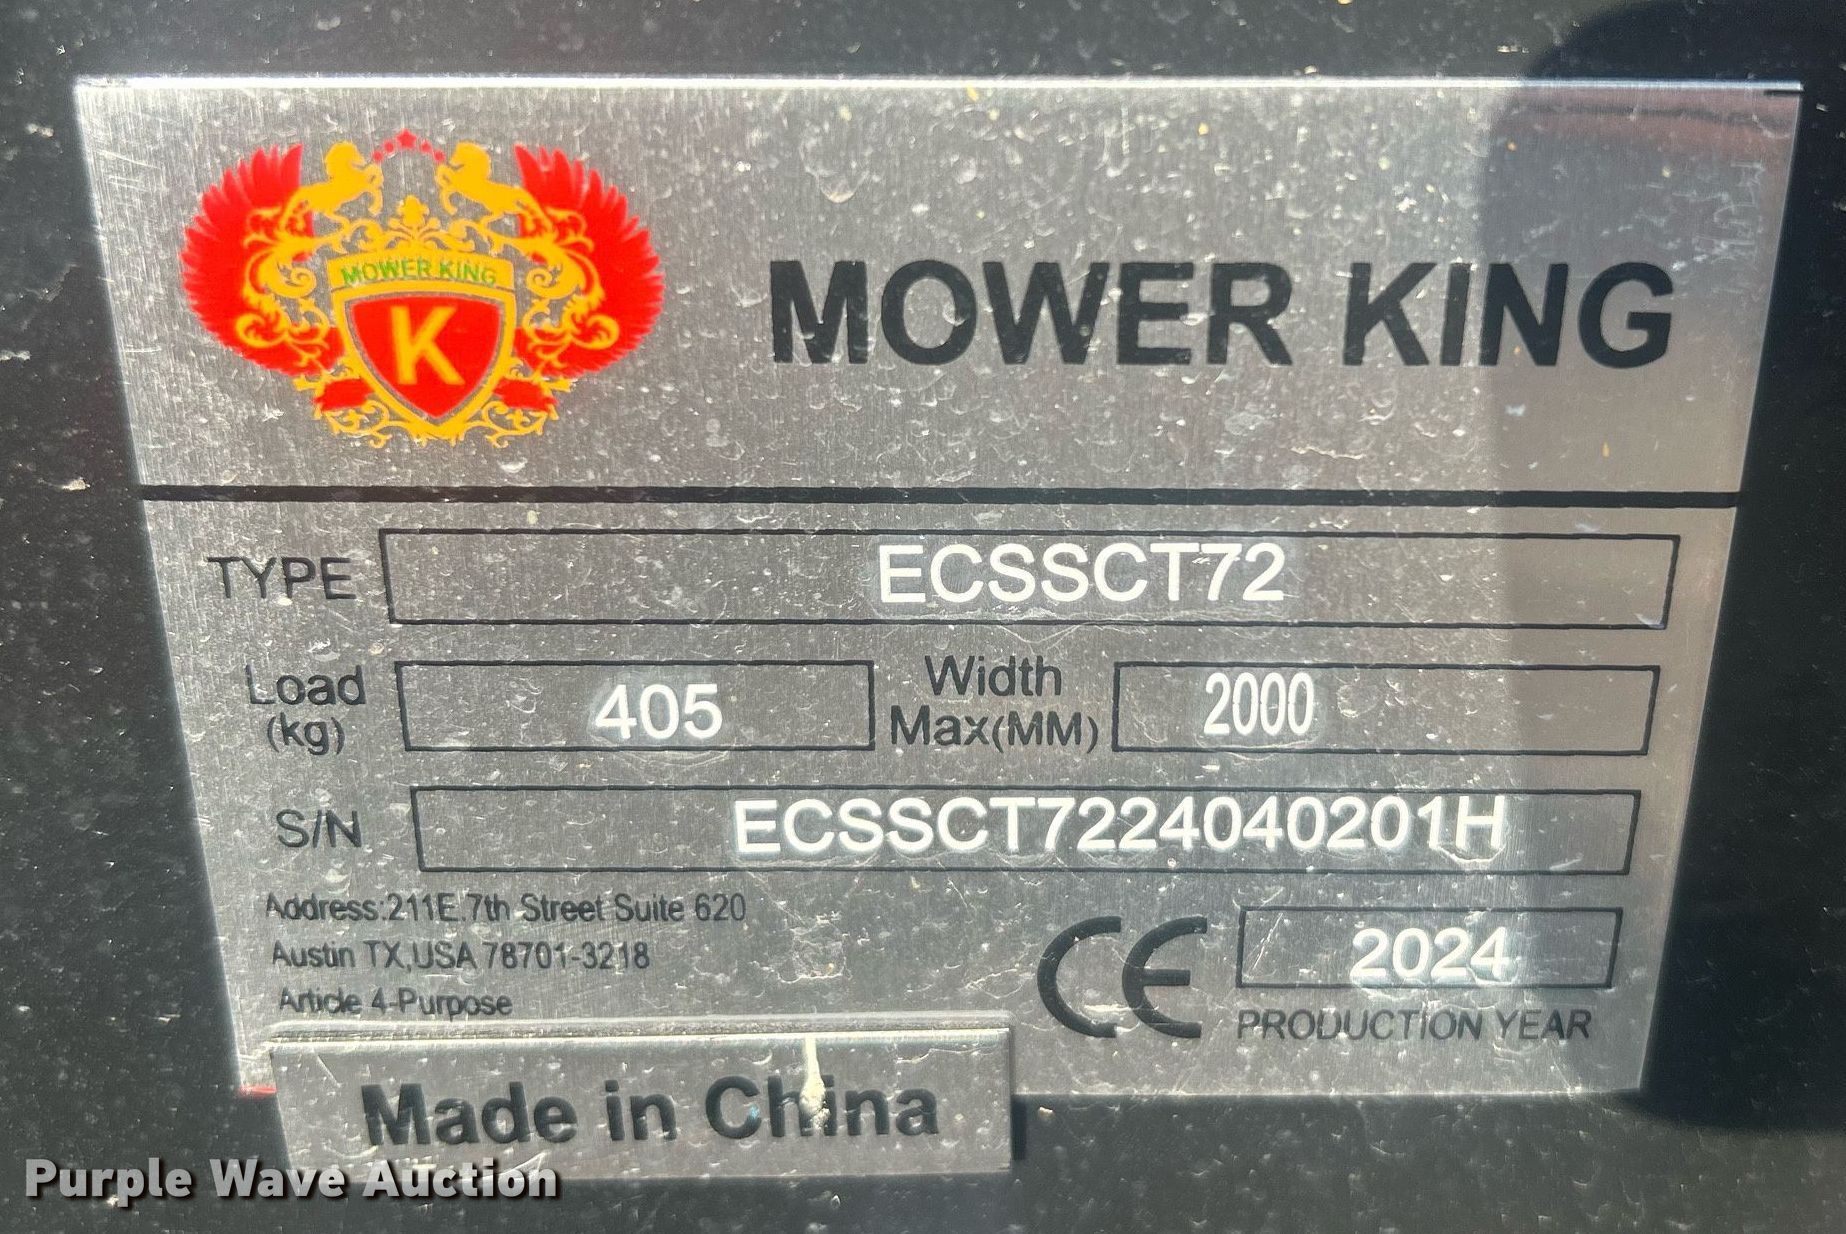 MOWER KING
K
MOWER KING
TYPE ECSSCT72
Load (kg) 405 Width Max(MM) 2000
S/N ECSSCT7224040201H
Address:211E.7th Street Suite 620
Austin TX,USA 78701-3218
Article 4-Purpose
CE 2024
PRODUCTION YEAR
Made in China
Purple Wave Auction